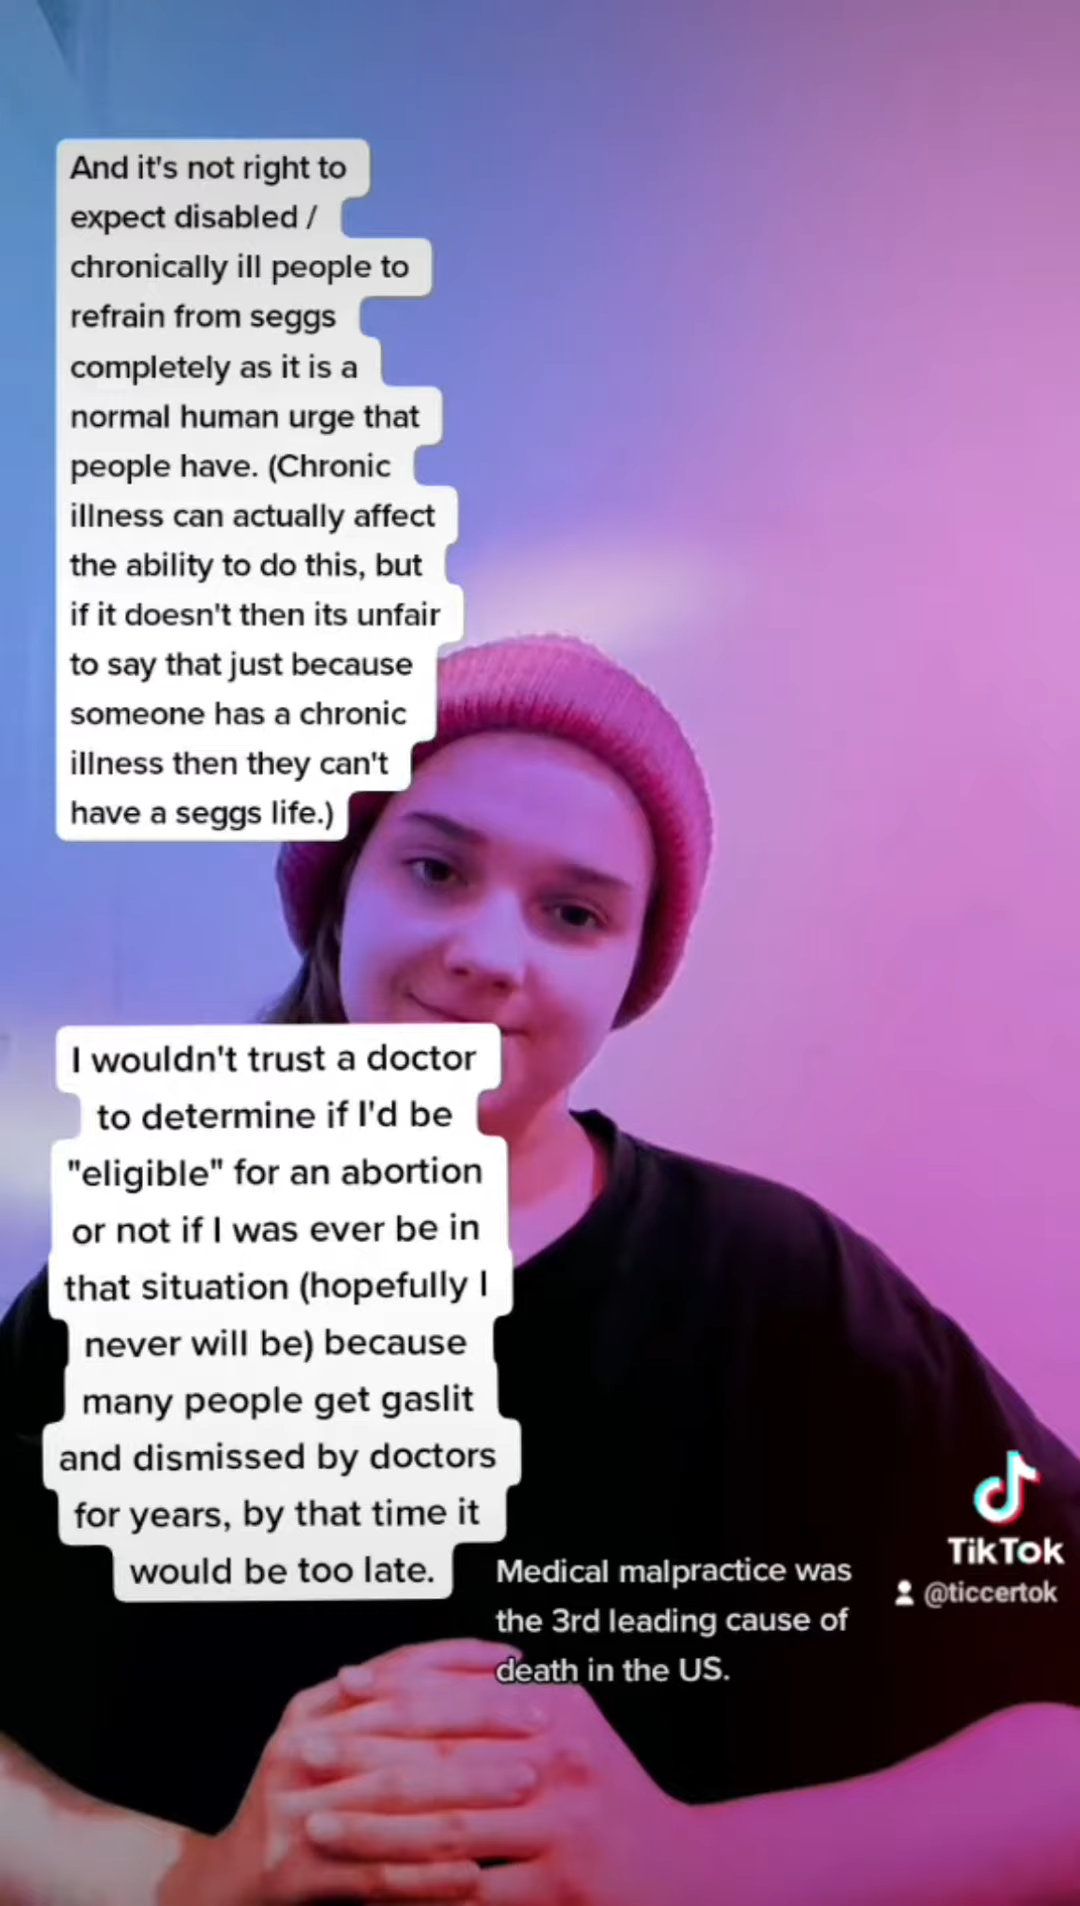 And it's not right to
expect disabled /
chronically ill people to
refrain from seggs
completely as it is a
normal human urge that
people have. (Chronic
illness can actually affect
the ability to do this, but
if it doesn't then its unfair
to say that just because
someone has a chronic
illness then they can't
have a seggs life.)
I wouldn't trust a doctor
to determine if I'd be
"eligible" for an abortion
or not if I was ever be in
that situation (hopefully I
never will be) because
many people get gaslit
and dismissed by doctors
for years, by that time it
would be too late.
Medical malpractice was
the 3rd leading cause of
death in the US.
TikTok
@ticcertok